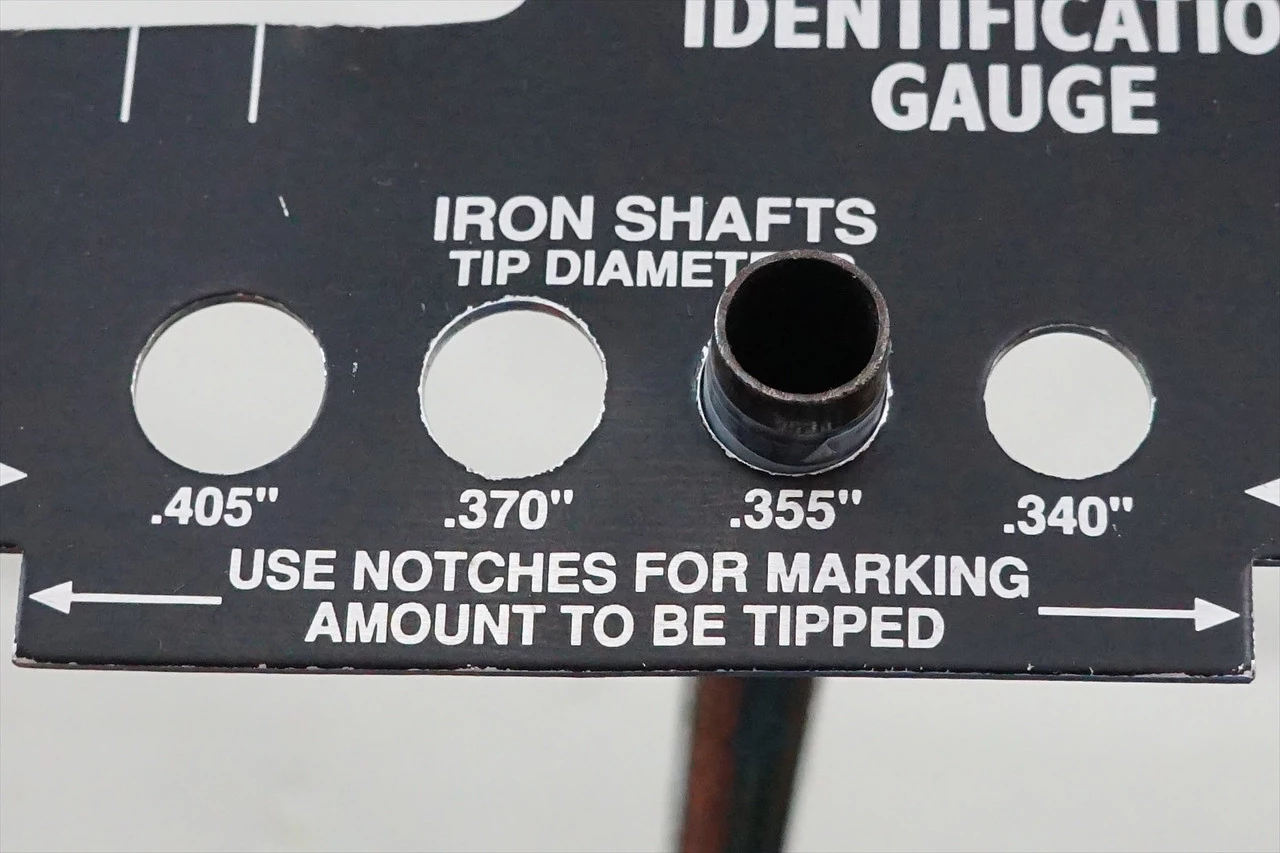 IDENTIFICATIO
GAUGE
IRON SHAFTS
TIP DIAMET
.405" .370" .355" .340"
USE NOTCHES FOR MARKING
AMOUNT TO BE TIPPED